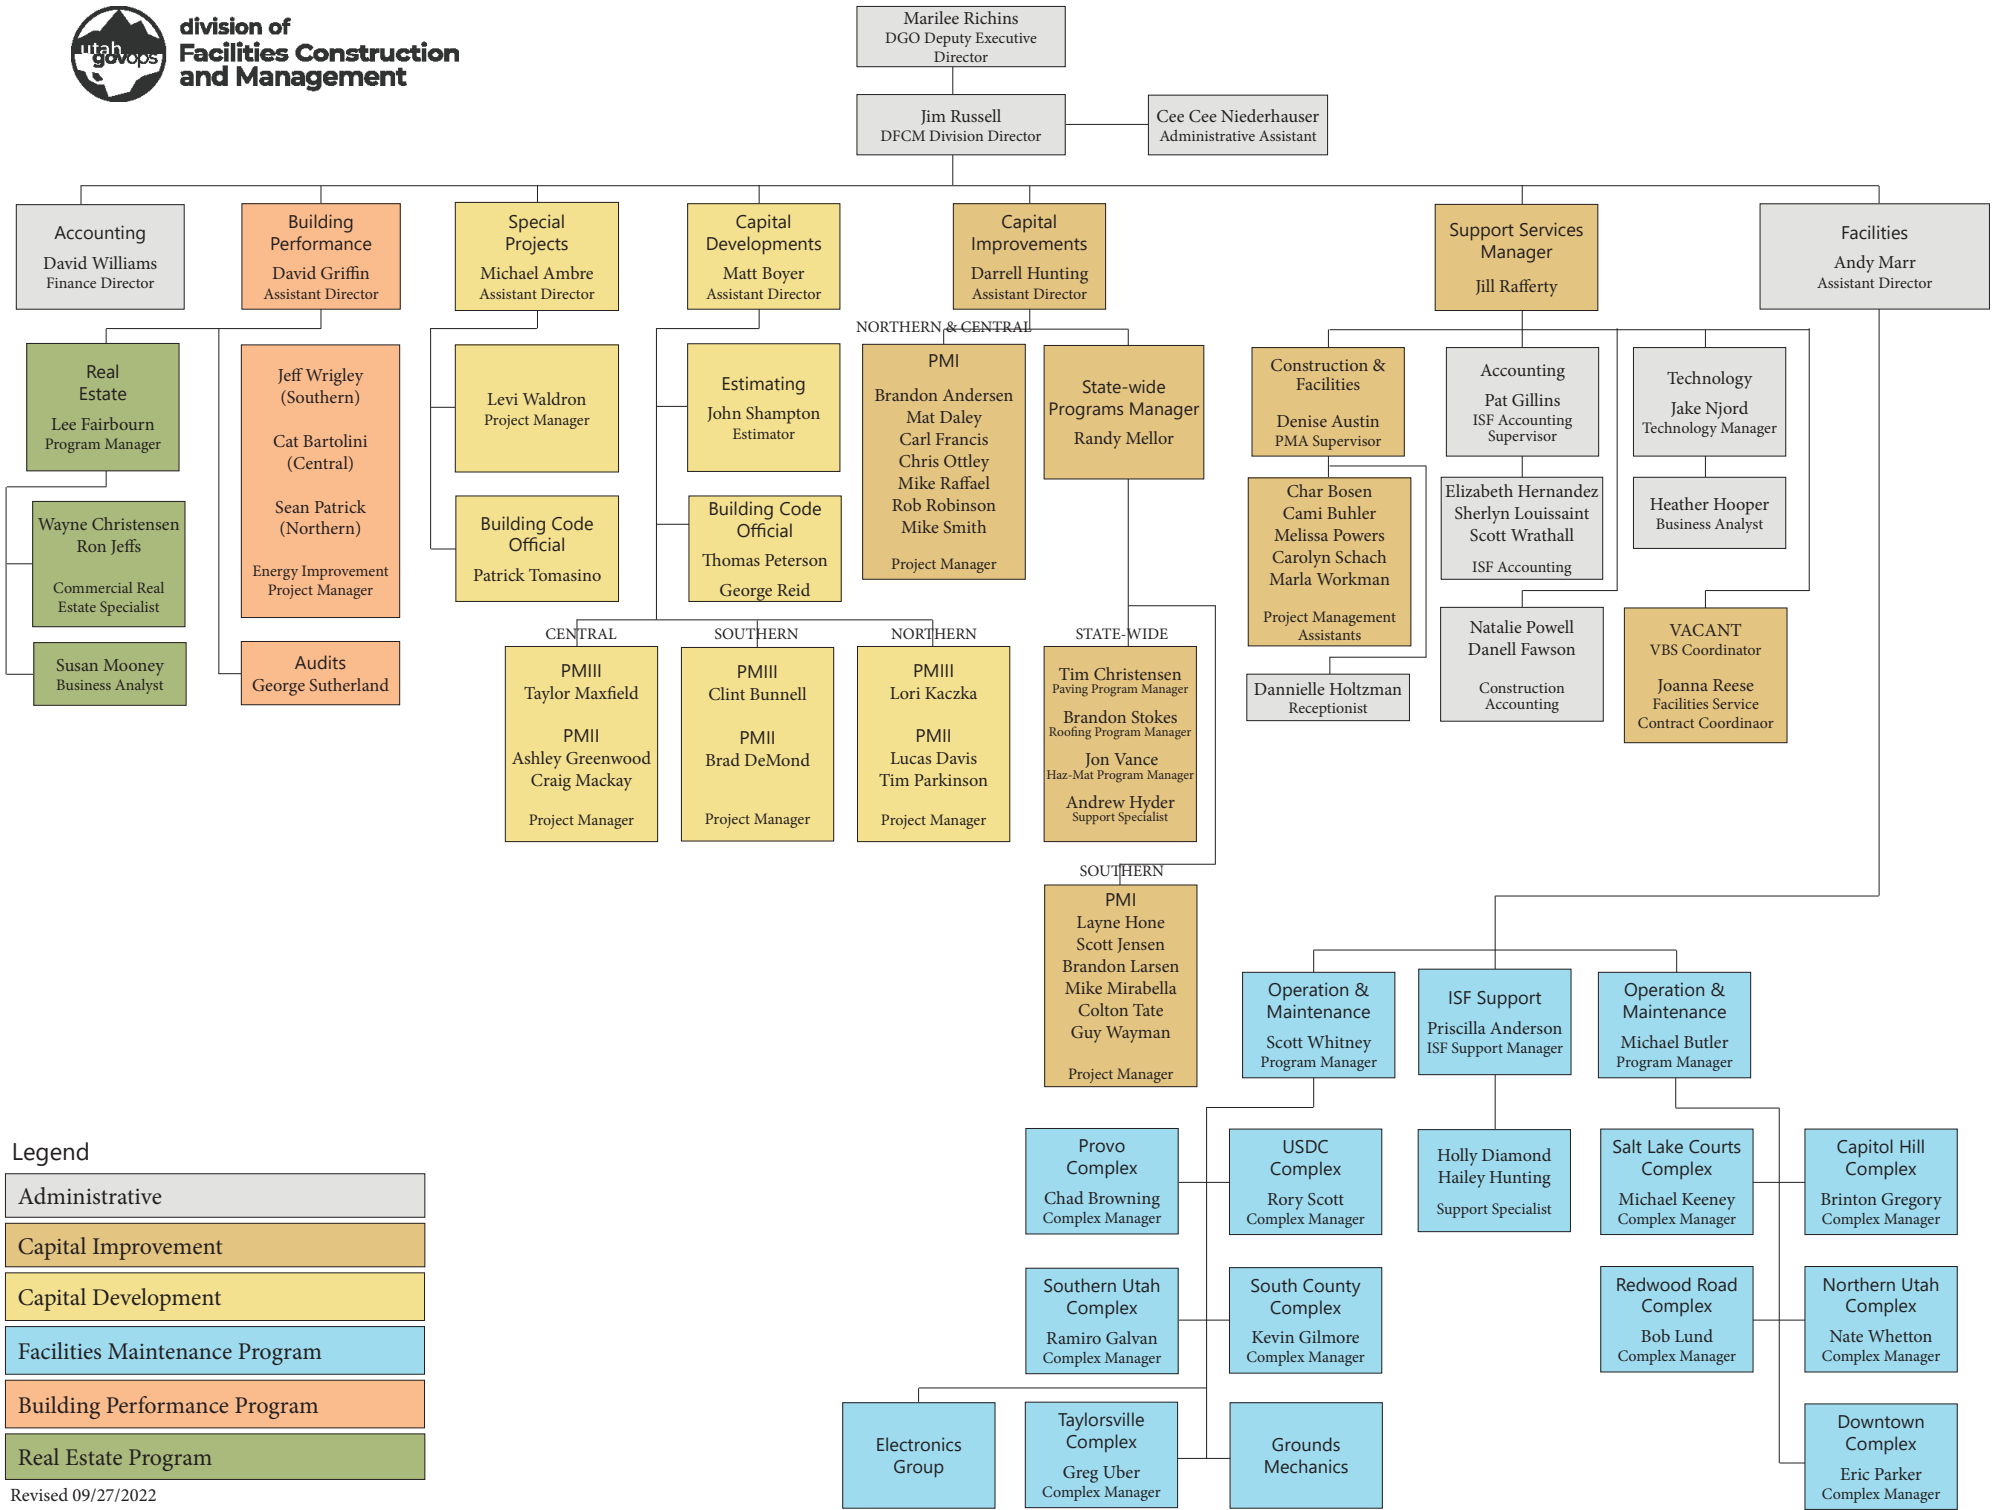 utah
govops
division of
Facilities Construction
and Management
Marilee Richins
DGO Deputy Executive
Director
Jim Russell
DFCM Division Director
Cee Cee Niederhauser
Administrative Assistant
Accounting
David Williams
Finance Director
Building
Performance
David Griffin
Assistant Director
Special
Projects
Michael Ambre
Assistant Director
Capital
Developments
Matt Boyer
Assistant Director
Capital
Improvements
Darrell Hunting
Assistant Director
Support Services
Manager
Jill Rafferty
Facilities
Andy Marr
Assistant Director
Real
Estate
Lee Fairbourn
Program Manager
Wayne Christensen
Ron Jeffs
Commercial Real
Estate Specialist
Susan Mooney
Business Analyst
Jeff Wrigley
(Southern)
Cat Bartolini
(Central)
Sean Patrick
(Northern)
Energy Improvement
Project Manager
Audits
George Sutherland
Levi Waldron
Project Manager
Building Code
Official
Patrick Tomasino
Estimating
John Shampton
Estimator
Building Code
Official
Thomas Peterson
George Reid
CENTRAL
PMIII
Taylor Maxfield
PMII
Ashley Greenwood
Craig Mackay
Project Manager
SOUTHERN
PMIII
Clint Bunnell
PMII
Brad DeMond
Project Manager
NORTHERN
PMIII
Lori Kaczka
PMII
Lucas Davis
Tim Parkinson
Project Manager
NORTHERN & CENTRAL
PMI
Brandon Andersen
Mat Daley
Carl Francis
Chris Ottley
Mike Raffael
Rob Robinson
Mike Smith
Project Manager
State-wide
Programs Manager
Randy Mellor
STATE-WIDE
Tim Christensen
Paving Program Manager
Brandon Stokes
Roofing Program Manager
Jon Vance
Haz-Mat Program Manager
Andrew Hyder
Support Specialist
SOUTHERN
PMI
Layne Hone
Scott Jensen
Brandon Larsen
Mike Mirabella
Colton Tate
Guy Wayman
Project Manager
Construction &
Facilities
Denise Austin
PMA Supervisor
Char Bosen
Cami Buhler
Melissa Powers
Carolyn Schach
Marla Workman
Project Management
Assistants
Dannielle Holtzman
Receptionist
Accounting
Pat Gillins
ISF Accounting
Supervisor
Elizabeth Hernandez
Sherlyn Louissaint
Scott Wrathall
ISF Accounting
Natalie Powell
Danell Fawson
Construction
Accounting
Technology
Jake Njord
Technology Manager
Heather Hooper
Business Analyst
VACANT
VBS Coordinator
Joanna Reese
Facilities Service
Contract Coordinaor
Operation &
Maintenance
Scott Whitney
Program Manager
ISF Support
Priscilla Anderson
ISF Support Manager
Operation &
Maintenance
Michael Butler
Program Manager
Provo
Complex
Chad Browning
Complex Manager
USDC
Complex
Rory Scott
Complex Manager
Holly Diamond
Hailey Hunting
Support Specialist
Salt Lake Courts
Complex
Michael Keeney
Complex Manager
Capitol Hill
Complex
Brinton Gregory
Complex Manager
Southern Utah
Complex
Ramiro Galvan
Complex Manager
South County
Complex
Kevin Gilmore
Complex Manager
Redwood Road
Complex
Bob Lund
Complex Manager
Northern Utah
Complex
Nate Whetton
Complex Manager
Electronics
Group
Taylorsville
Complex
Greg Uber
Complex Manager
Grounds
Mechanics
Downtown
Complex
Eric Parker
Complex Manager
Legend
Administrative
Capital Improvement
Capital Development
Facilities Maintenance Program
Building Performance Program
Real Estate Program
Revised 09/27/2022